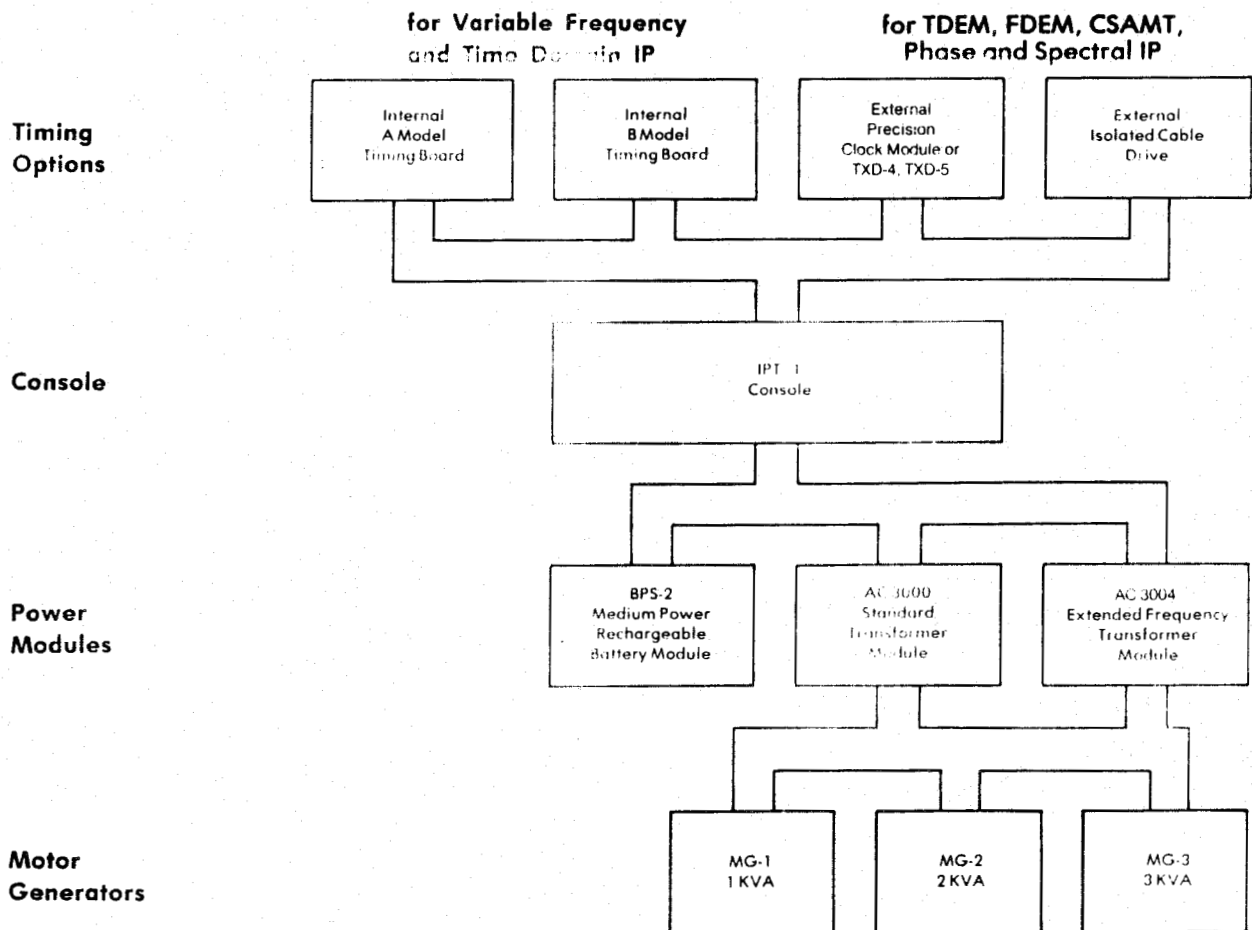 for Variable Frequency
and Time Domain IP
for TDEM, FDEM, CSAMT,
Phase and Spectral IP
Timing
Options
Internal
A Model
Timing Board
Internal
B Model
Timing Board
External
Precision
Clock Module or
TXD-4, TXD-5
External
Isolated Cable
Drive
Console
IPT-1
Console
Power
Modules
BPS-2
Medium Power
Rechargeable
Battery Module
AC 3000
Standard
Transformer
Module
AC 3004
Extended Frequency
Transformer
Module
Motor
Generators
MG-1
1 KVA
MG-2
2 KVA
MG-3
3 KVA